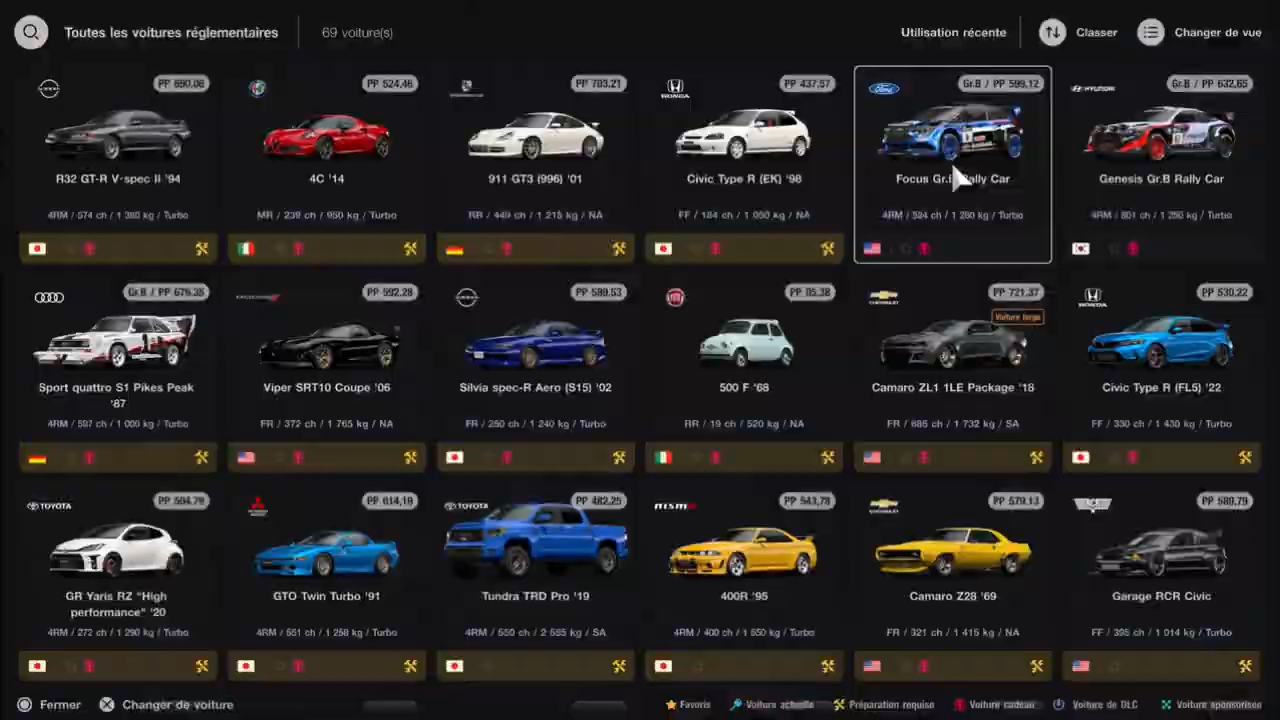 Toutes les voitures réglementaires 69 voiture(s) Utilisation récente Classer Changer de vue
PP 524,46 PP 703,21 PP 437,57 Gr.B / PP 599,12 Gr.B / PP 632,65
HONDA Ford HYUNDAI
R32 GT-R V-spec II '94 4C '14 911 GT3 (996) '01 Civic Type R (EK) '98 Focus Gr. Rally Car Genesis Gr.B Rally Car
4RM / 574 ch / 1 380 kg / Turbo MR / 239 ch / 950 kg / Turbo RR / 449 ch / 1 215 kg / NA FF / 184 ch / 1 050 kg / NA 4RM / 524 ch / 1 260 kg / Turbo 4RM / 601 ch / 1 250 kg / Turbo
Gr.B / PP 676,35 PP 592,28 PP 589,53 PP 721,37 PP 530,22
FIAT CHEVROLET HONDA
Voiture large
Sport quattro S1 Pikes Peak '87 Viper SRT10 Coupe '06 Silvia spec-R Aero (S15) '02 500 F '68 Camaro ZL1 1LE Package '18 Civic Type R (FL5) '22
4RM / 597 ch / 1 000 kg / Turbo FR / 372 ch / 1 765 kg / NA FR / 250 ch / 1 240 kg / Turbo RR / 19 ch / 520 kg / NA FR / 685 ch / 1 732 kg / SA FF / 330 ch / 1 430 kg / Turbo
PP 504,79 PP 614,19 PP 482,25 PP 543,78 PP 579,13 PP 589,79
TOYOTA TOYOTA nismo CHEVROLET
GR Yaris RZ "High performance" '20 GTO Twin Turbo '91 Tundra TRD Pro '19 400R '95 Camaro Z28 '69 Garage RCR Civic
4RM / 272 ch / 1 290 kg / Turbo 4RM / 551 ch / 1 258 kg / Turbo 4RM / 550 ch / 2 585 kg / SA 4RM / 400 ch / 1 550 kg / Turbo FR / 321 ch / 1 415 kg / NA FF / 395 ch / 1 014 kg / Turbo
Fermer Changer de voiture Favoris Voiture actuelle Préparation requise Voiture cadeau Voiture de DLC Voiture sponsorisée